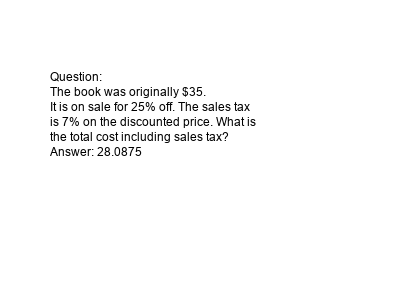 Question:
The book was originally $35.
It is on sale for 25% off. The sales tax
is 7% on the discounted price. What is
the total cost including sales tax?
Answer: 28.0875